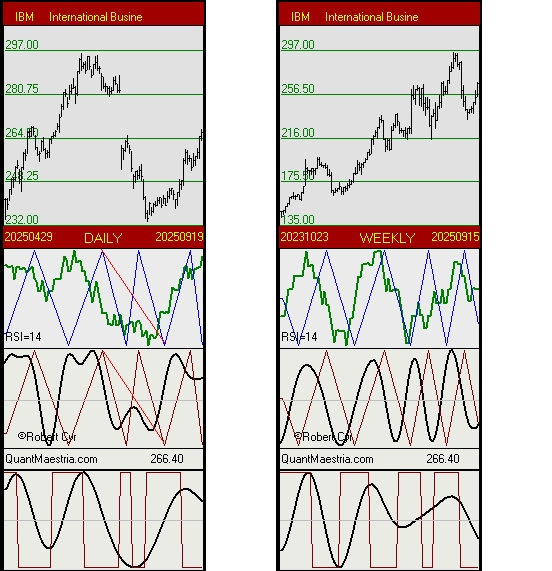 IBM International Busine
297.00
280.75
264.50
248.25
232.00
20250429 DAILY 20250919
RSI=14
©Robert Cyr
QuantMaestria.com 266.40
IBM International Busine
297.00
256.50
216.00
175.50
135.00
20231023 WEEKLY 20250915
RSI=14
©Robert Cyr
QuantMaestria.com 266.40